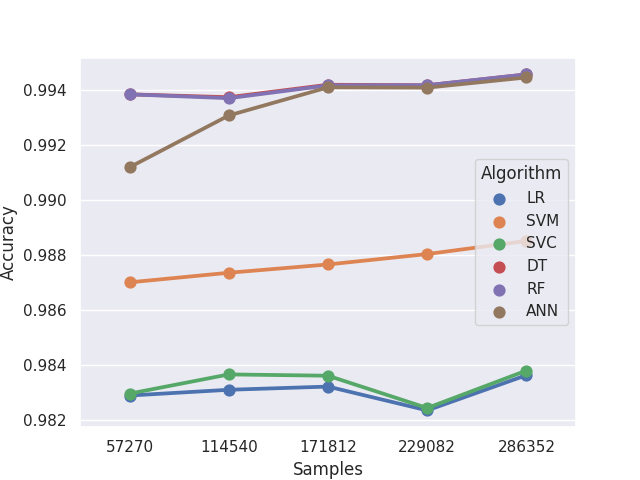 0.994
0.992
0.990
0.988
0.986
0.984
0.982
Accuracy
57270 114540 171812 229082 286352
Samples
Algorithm
LR
SVM
SVC
DT
RF
ANN